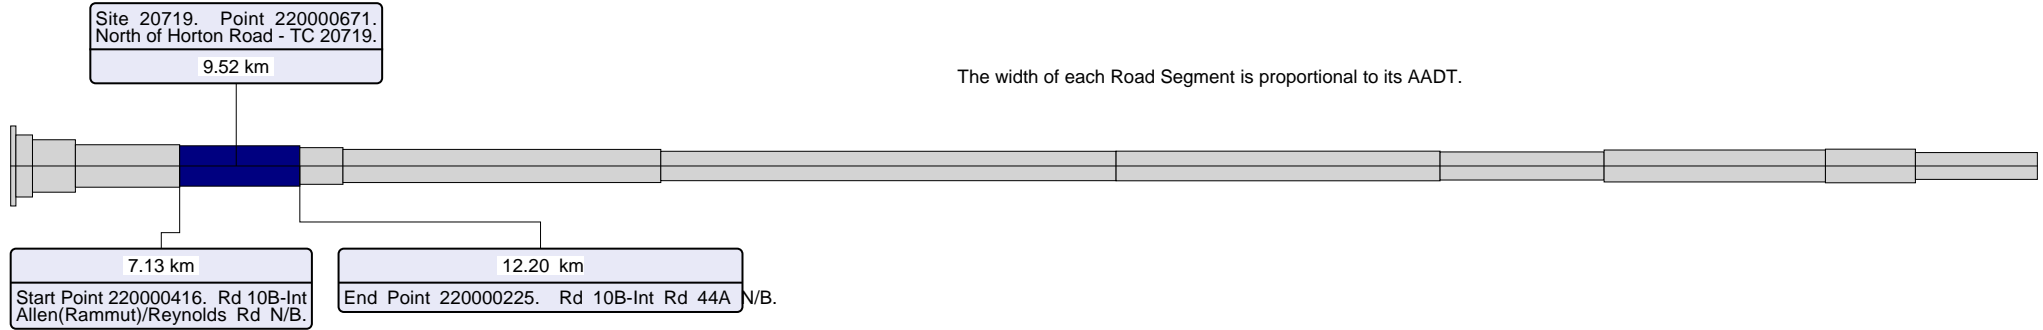 Site 20719. Point 220000671.
North of Horton Road - TC 20719.
9.52 km
The width of each Road Segment is proportional to its AADT.
7.13 km
Start Point 220000416. Rd 10B-Int
Allen(Rammut)/Reynolds Rd N/B.
12.20 km
End Point 220000225. Rd 10B-Int Rd 44A N/B.